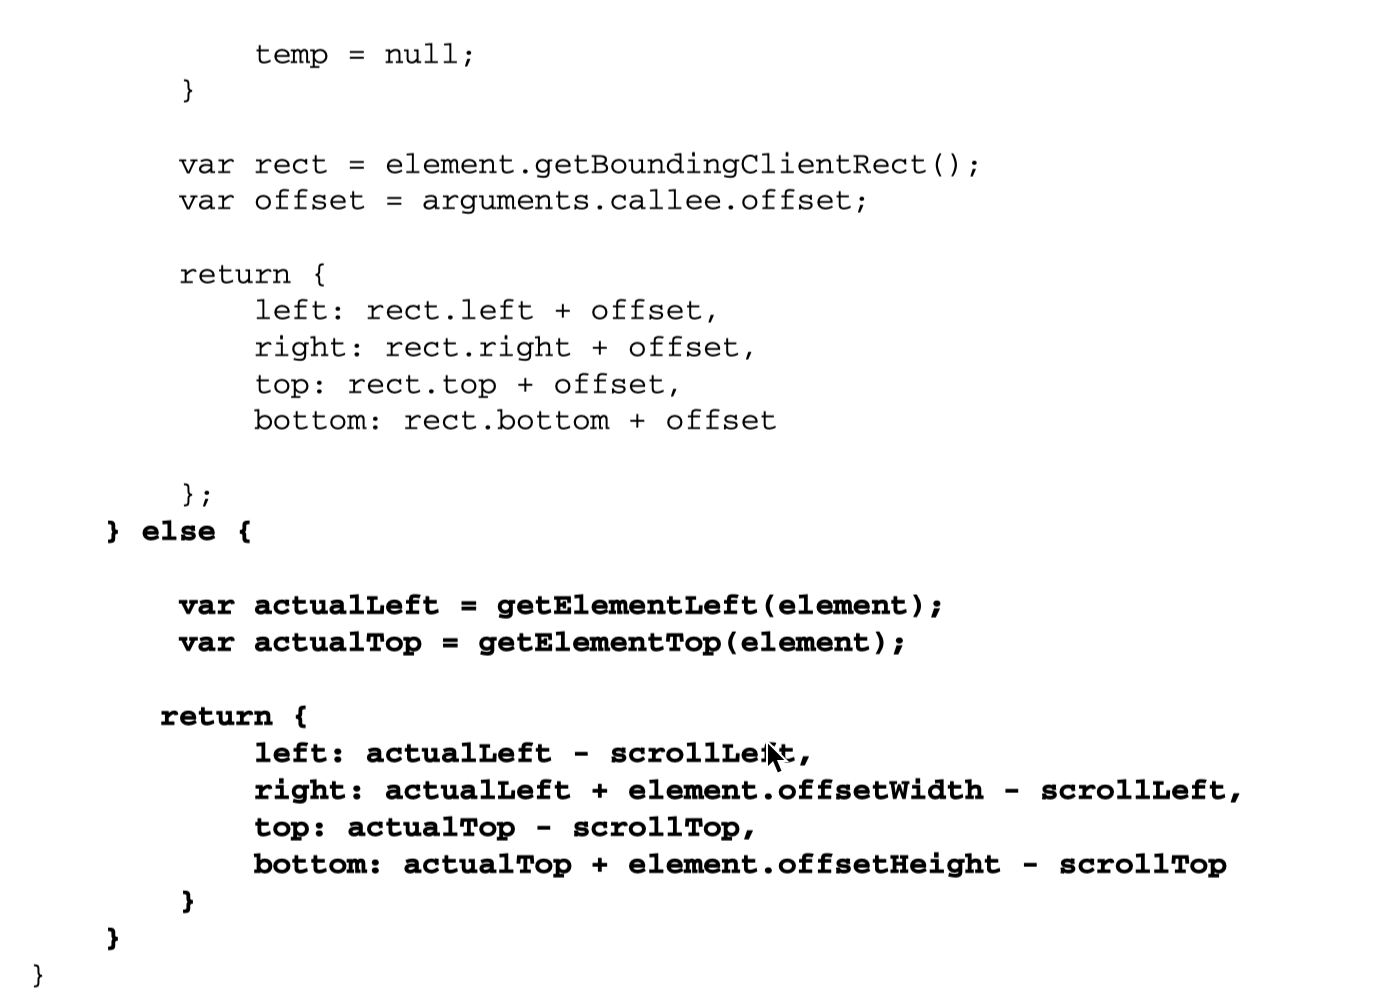 temp = null;
}
var rect = element.getBoundingClientRect();
var offset = arguments.callee.offset;
return {
left: rect.left + offset,
right: rect.right + offset,
top: rect.top + offset,
bottom: rect.bottom + offset
};
} else {
var actualLeft = getElementLeft(element);
var actualTop = getElementTop(element);
return {
left: actualLeft - scrollLeft,
right: actualLeft + element.offsetWidth - scrollLeft,
top: actualTop - scrollTop,
bottom: actualTop + element.offsetHeight - scrollTop
}
}
}